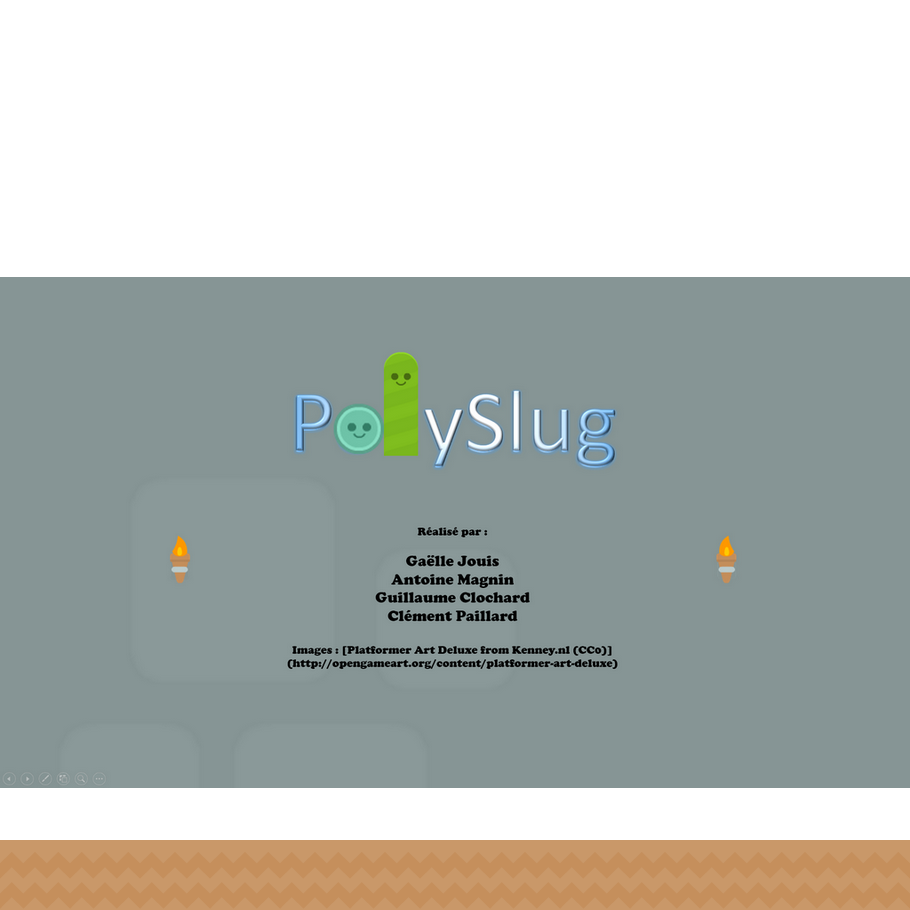 PolySlug
Réalisé par :
Gaëlle Jouis
Antoine Magnin
Guillaume Clochard
Clément Paillard
Images : [Platformer Art Deluxe from Kenney.nl (CC0)]
(http://opengameart.org/content/platformer-art-deluxe)